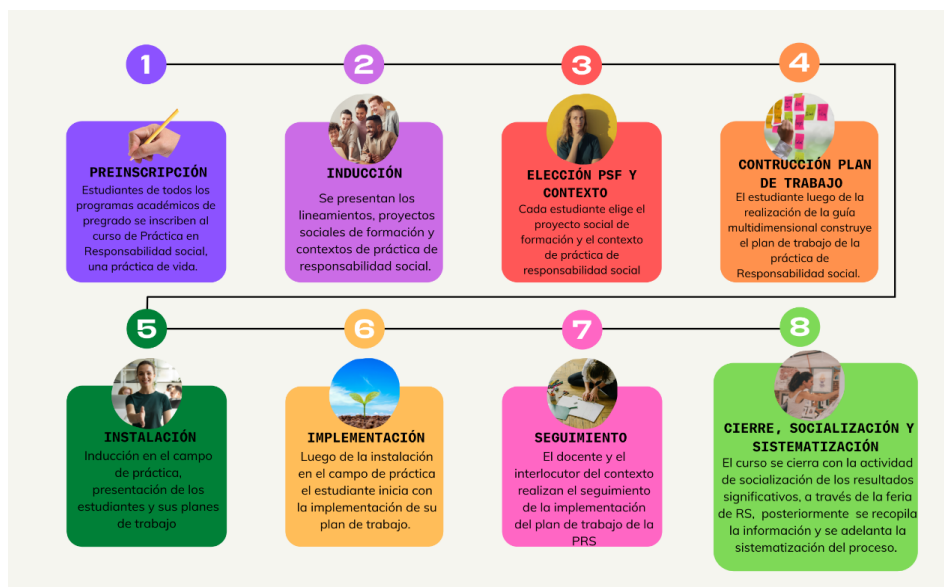 1
PREINSCRIPCIÓN
Estudiantes de todos los
programas académicos de
pregrado se inscriben al
curso de Práctica en
Responsabilidad social,
una práctica de vida.
2
INDUCCIÓN
Se presentan los
lineamientos, proyectos
sociales de formación y
contextos de práctica de
responsabilidad social.
3
ELECCIÓN PSF Y
CONTEXTO
Cada estudiante elige el
proyecto social de
formación y el contexto
de práctica de
responsabilidad social
4
CONTRUCCIÓN PLAN
DE TRABAJO
El estudiante luego de la
realización de la guía
multidimensional construye
el plan de trabajo de la
práctica de
Responsabilidad Social.
5
INSTALACIÓN
Inducción en el campo
de práctica,
presentación de los
estudiantes y sus planes
de trabajo
6
IMPLEMENTACIÓN
Luego de la instalación
en el campo de práctica
el estudiante inicia con
la implementación de su
plan de trabajo.
7
SEGUIMIENTO
El docente y el
interlocutor del contexto
realizan el seguimiento
de la implementación
del plan de trabajo de la
PRS
8
CIERRE, SOCIALIZACIÓN Y
SISTEMATIZACIÓN
El curso se cierra con la actividad
de socialización de los resultados
significativos, a través de la feria
de RS, posteriormente se recopila
la información y se adelanta la
sistematización del proceso.